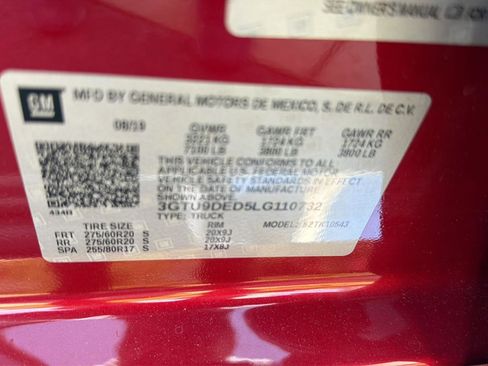 SEE OWNER'S MANUAL
GM
MFD BY GENERAL MOTORS DE MEXICO, S. DE R.L. DE C.V.
08/19 GVWR GAWR FRT GAWR RR
3221 KG 1724 KG 1724 KG
7100 LB 3800 LB 3800 LB
THIS VEHICLE CONFORMS TO ALL
APPLICABLE U.S. FEDERAL
VEHICLE SAFETY
STANDARDS IN EFFECT
ON THE DATE OF MANUFACTURE
SHOWN ABOVE.
3GTU9DED5LG110732
TYPE: TRUCK MODEL:
TIRE SIZE RIM
FRT 275/60R20 S 20X9J
RR 275/60R20 S 20X9J
SPA 255/80R17 S 17X8J